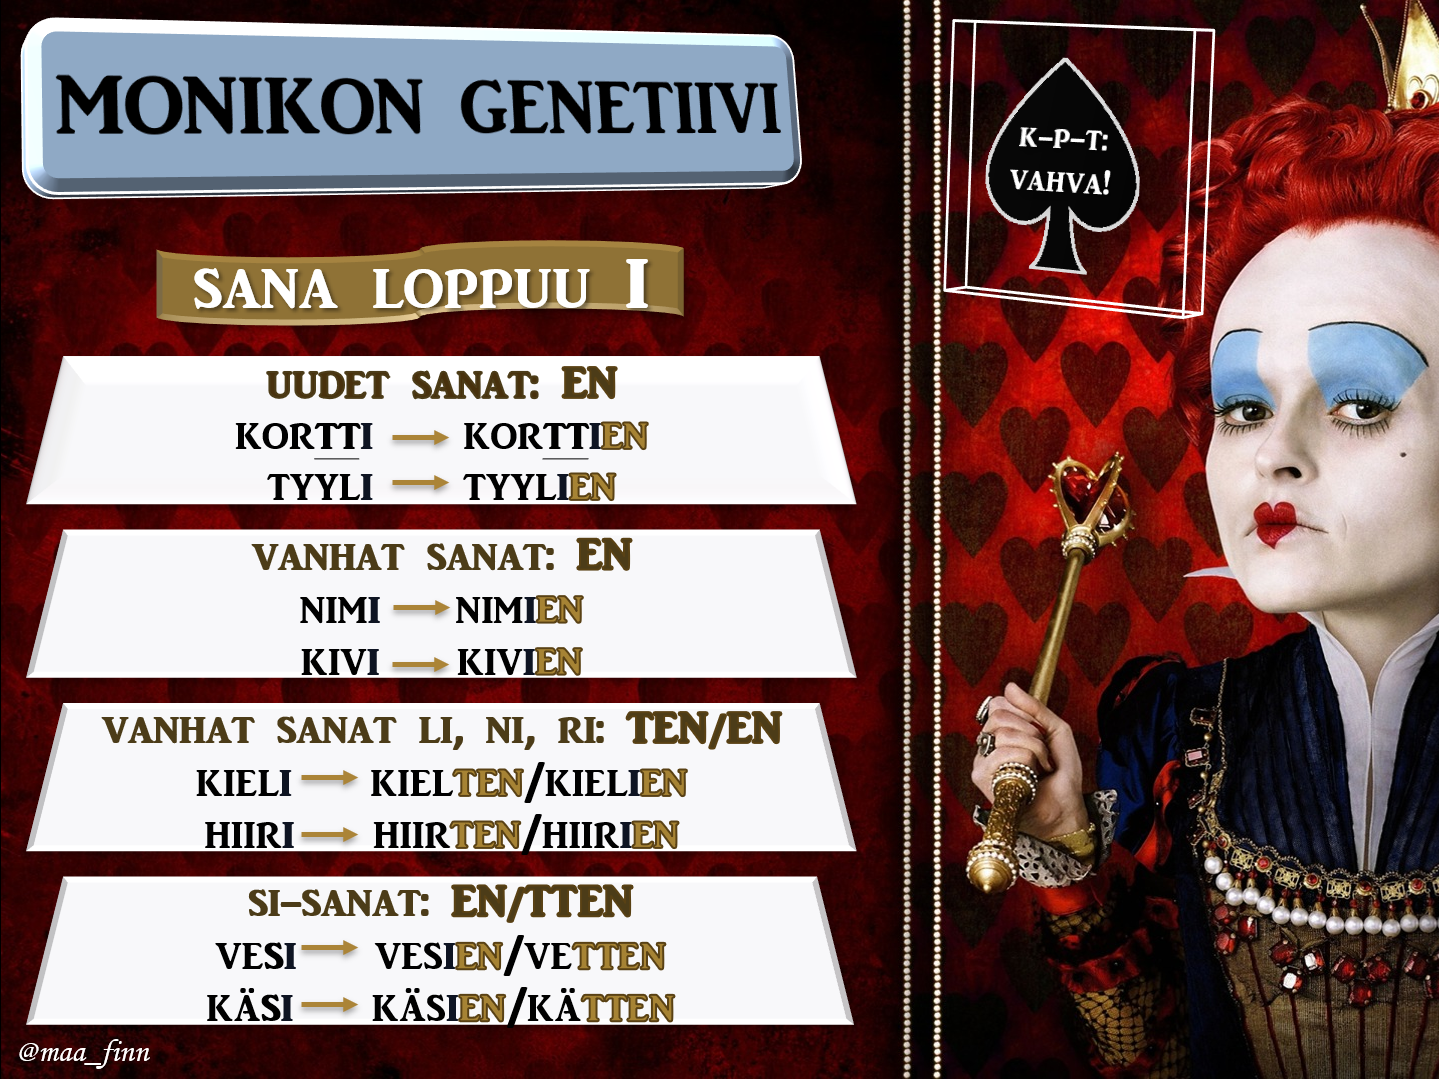 MONIKON GENETIIVI
K-P-T:
VAHVA!
SANA LOPPUU I
UUDET SANAT: EN
KORTTI → KORTTIEN
TYYLI → TYYLIEN
VANHAT SANAT: EN
NIMI → NIMIEN
KIVI → KIVIEN
VANHAT SANAT LI, NI, RI: TEN/EN
KIELI → KIELTEN/KIELIEN
HIIRI → HIIRTEN/HIIRIEN
SI-SANAT: EN/TTEN
VESI → VESIEN/VETTEN
KÄSI → KÄSIEN/KÄTTEN
@maa_finn